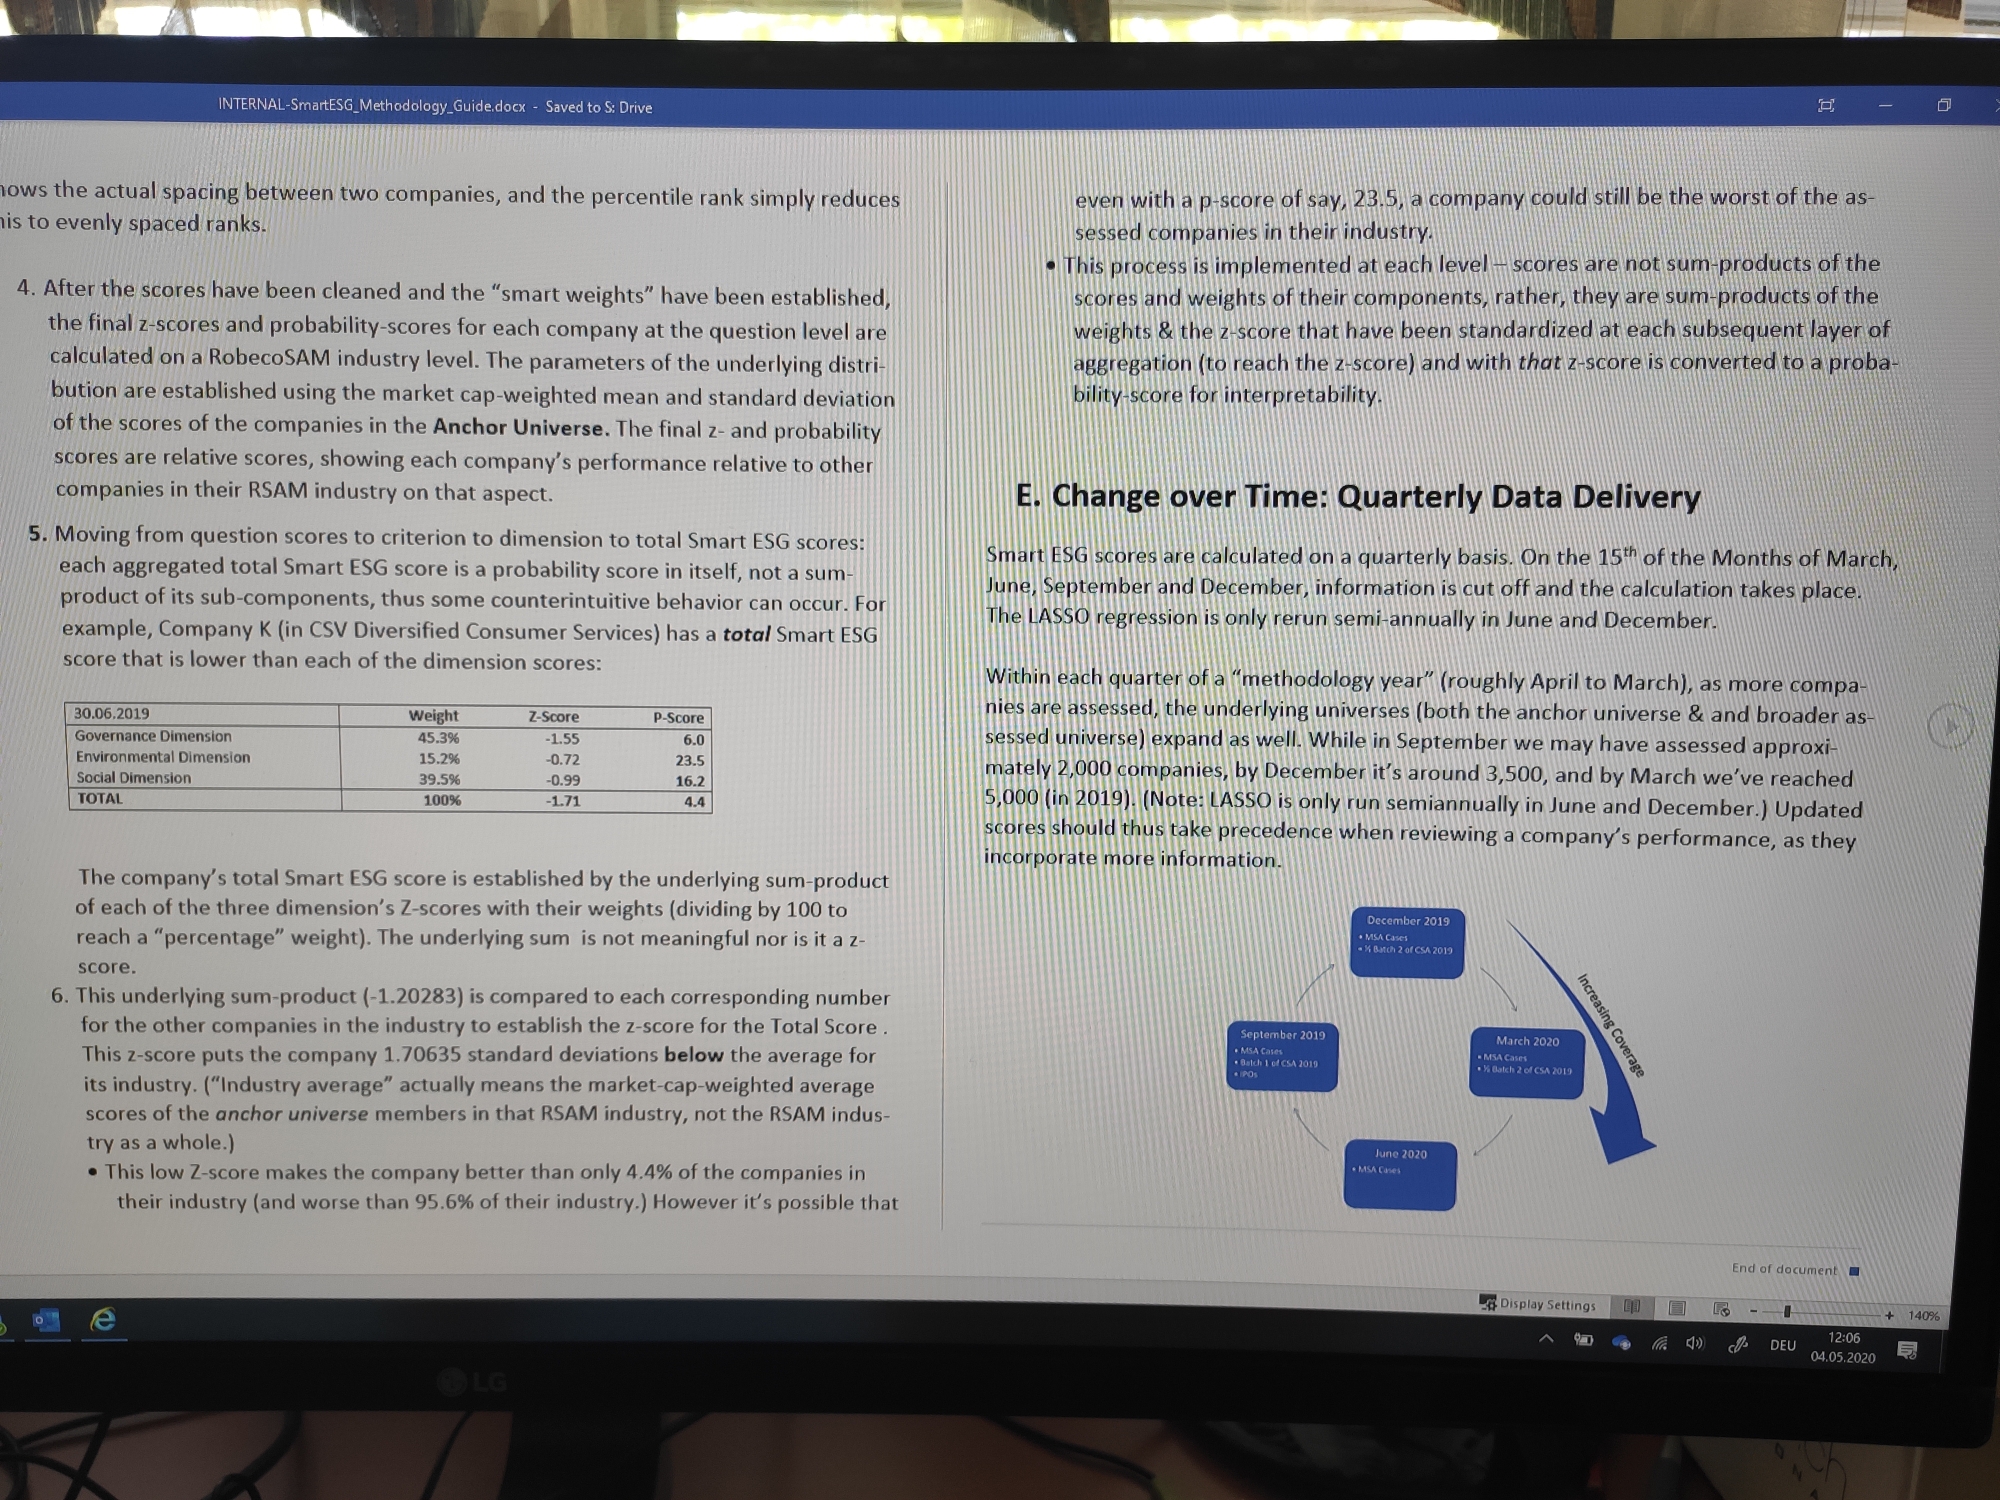 INTERNAL-SmartESG_Methodology_Guide.docx - Saved to S: Drive
the actual spacing between two companies, and the percentile rank simply reduces
to evenly spaced ranks.
4. After the scores have been cleaned and the “smart weights” have been established,
the final z-scores and probability-scores for each company at the question level are
calculated on a RobecoSAM industry level. The parameters of the underlying distri-
bution are established using the market cap-weighted mean and standard deviation
of the scores of the companies in the Anchor Universe. The final z- and probability
scores are relative scores, showing each company’s performance relative to other
companies in their RSAM industry on that aspect.
5. Moving from question scores to criterion to dimension to total Smart ESG scores:
each aggregated total Smart ESG score is a probability score in itself, not a sum-
product of its sub-components, thus some counterintuitive behavior can occur. For
example, Company K (in CSV Diversified Consumer Services) has a total Smart ESG
score that is lower than each of the dimension scores:
30.06.2019 Weight Z-Score P-Score
Governance Dimension 45.3% -1.55 6.0
Environmental Dimension 15.2% -0.72 23.5
Social Dimension 39.5% -0.99 16.2
TOTAL 100% -1.71 4.4
The company’s total Smart ESG score is established by the underlying sum-product
of each of the three dimension’s Z-scores with their weights (dividing by 100 to
reach a “percentage” weight). The underlying sum is not meaningful nor is it a z-
score.
6. This underlying sum-product (-1.20283) is compared to each corresponding number
for the other companies in the industry to establish the z-score for the Total Score .
This z-score puts the company 1.70635 standard deviations below the average for
its industry. (“Industry average” actually means the market-cap-weighted average
scores of the anchor universe members in that RSAM industry, not the RSAM indus-
try as a whole.)
• This low Z-score makes the company better than only 4.4% of the companies in
their industry (and worse than 95.6% of their industry.) However it’s possible that
even with a p-score of say, 23.5, a company could still be the worst of the as-
sessed companies in their industry.
• This process is implemented at each level – scores are not sum-products of the
scores and weights of their components, rather, they are sum-products of the
weights & the z-score that have been standardized at each subsequent layer of
aggregation (to reach the z-score) and with that z-score is converted to a proba-
bility-score for interpretability.
E. Change over Time: Quarterly Data Delivery
Smart ESG scores are calculated on a quarterly basis. On the 15th of the Months of March,
June, September and December, information is cut off and the calculation takes place.
The LASSO regression is only rerun semi-annually in June and December.
Within each quarter of a “methodology year” (roughly April to March), as more compa-
nies are assessed, the underlying universes (both the anchor universe & and broader as-
sessed universe) expand as well. While in September we may have assessed approxi-
mately 2,000 companies, by December it’s around 3,500, and by March we’ve reached
5,000 (in 2019). (Note: LASSO is only run semiannually in June and December.) Updated
scores should thus take precedence when reviewing a company’s performance, as they
incorporate more information.
December 2019
• MSA Cases
• ½ Batch 2 of CSA 2019
Increasing Coverage
September 2019
• MSA Cases
• Batch 1 of CSA 2019
• IPOs
March 2020
• MSA Cases
• ½ Batch 2 of CSA 2019
June 2020
• MSA Cases
End of document
Display Settings
- + 140%
DEU
12:06
04.05.2020
LG